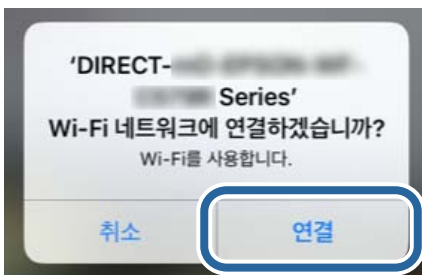 'DIRECT-
Series'
Wi-Fi 네트워크에 연결하겠습니까?
Wi-Fi를 사용합니다.
취소
연결